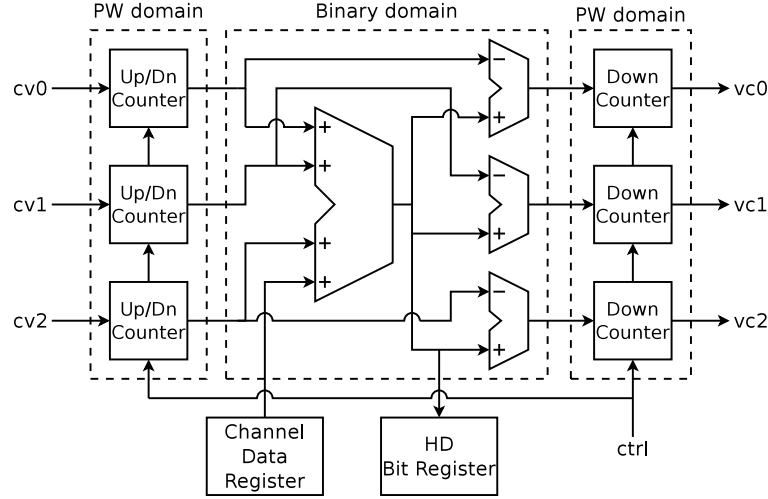 PW domain
Binary domain
PW domain
cv0
Up/Dn
Counter
−
+
Down
Counter
vc0
+
+
cv1
Up/Dn
Counter
−
+
Down
Counter
vc1
+
+
cv2
Up/Dn
Counter
−
+
Down
Counter
vc2
Channel
Data
Register
HD
Bit Register
ctrl